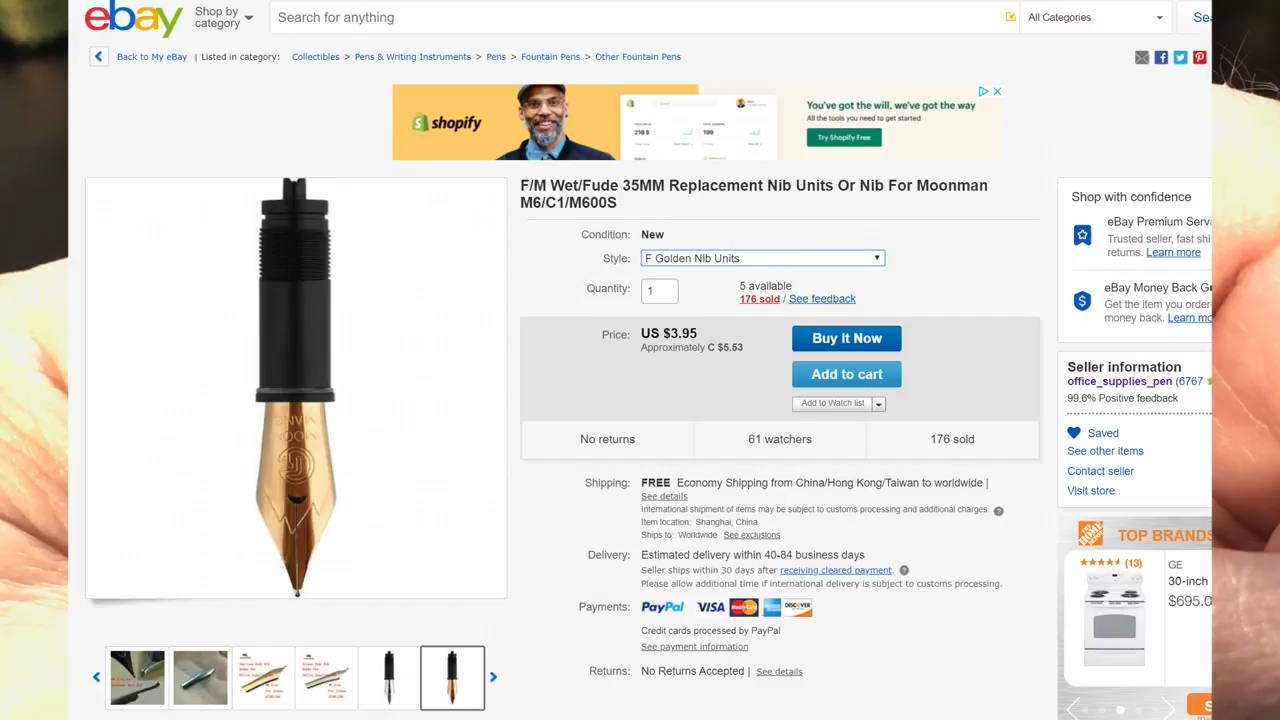 ebay
Shop by
category
Search for anything
All Categories
Back to My eBay | Listed in category: Collectibles > Pens & Writing Instruments > Pens > Fountain Pens > Other Fountain Pens
shopify
You've got the will, we've got the way
All the tools you need to get started
Try Shopify Free
F/M Wet/Fude 35MM Replacement Nib Units Or Nib For Moonman
M6/C1/M600S
Condition: New
Style: F Golden Nib Units
Quantity: 1
5 available
176 sold / See feedback
Price: US $3.95
Approximately C $5.53
Buy It Now
Add to cart
Add to Watch list
No returns
61 watchers
176 sold
Shipping: FREE Economy Shipping from China/Hong Kong/Taiwan to worldwide |
See details
International shipment of items may be subject to customs processing and additional charges.
Item location: Shanghai, China
Ships to: Worldwide See exclusions
Delivery: Estimated delivery within 40-84 business days
Seller ships within 30 days after receiving cleared payment.
Please allow additional time if international delivery is subject to customs processing.
Payments: PayPal VISA MasterCard DISCOVER
Credit cards processed by PayPal
See payment information
Returns: No Returns Accepted | See details
Shop with confidence
eBay Premium Servi
Trusted seller, fast shi
returns. Learn more
eBay Money Back G
Get the item you order
money back. Learn mo
Seller information
office_supplies_pen (6767
99.6% Positive feedback
Saved
See other items
Contact seller
Visit store
TOP BRANDS
(13)
GE
30-inch
$695.0